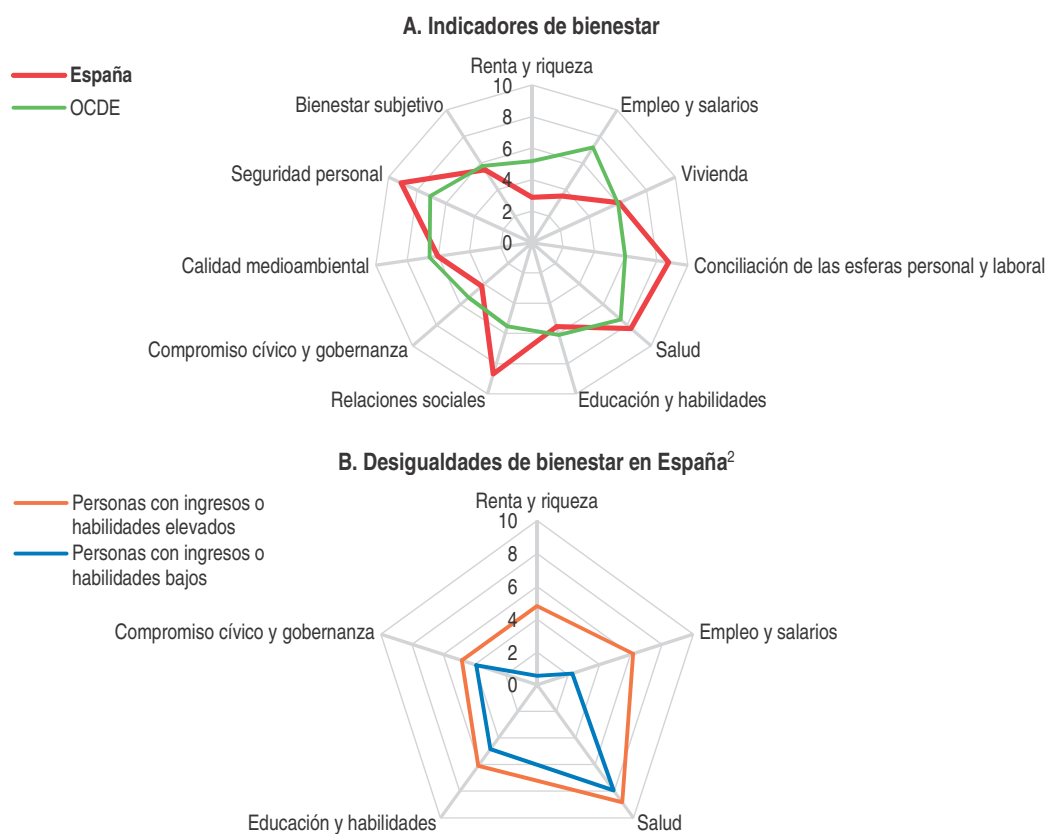 A. Indicadores de bienestar
España
OCDE
Renta y riqueza
Empleo y salarios
Vivienda
Conciliación de las esferas personal y laboral
Salud
Educación y habilidades
Relaciones sociales
Compromiso cívico y gobernanza
Calidad medioambiental
Seguridad personal
Bienestar subjetivo
10
8
6
4
2
0
B. Desigualdades de bienestar en España²
Personas con ingresos o
habilidades elevados
Personas con ingresos o
habilidades bajos
Renta y riqueza
Empleo y salarios
Salud
Educación y habilidades
Compromiso cívico y gobernanza
10
8
6
4
2
0